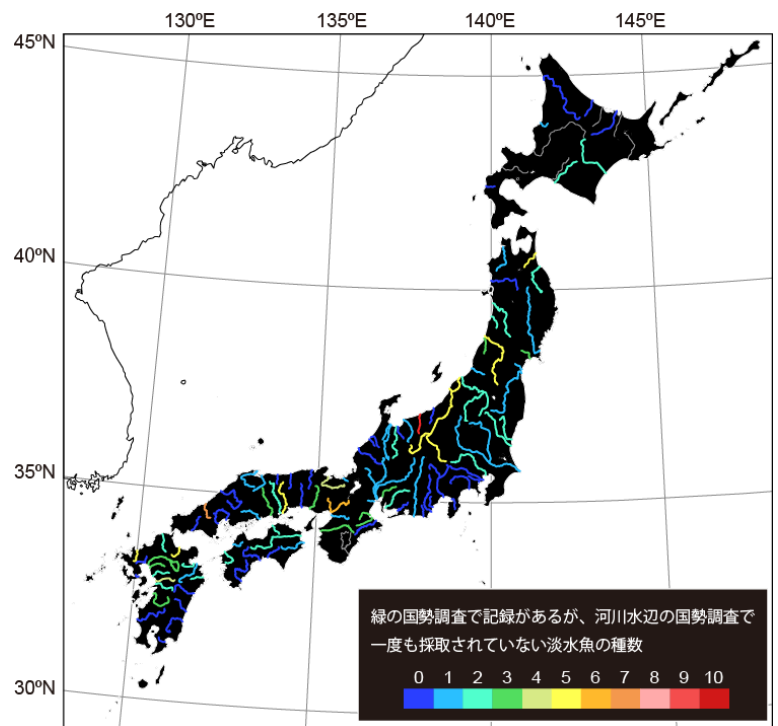 130ºE 135ºE 140ºE 145ºE
45ºN
40ºN
35ºN
30ºN
緑の国勢調査で記録があるが、河川水辺の国勢調査で
一度も採取されていない淡水魚の種数
0 1 2 3 4 5 6 7 8 9 10